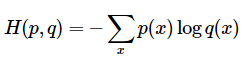 H(p, q) = −∑ₓ p(x) log q(x)